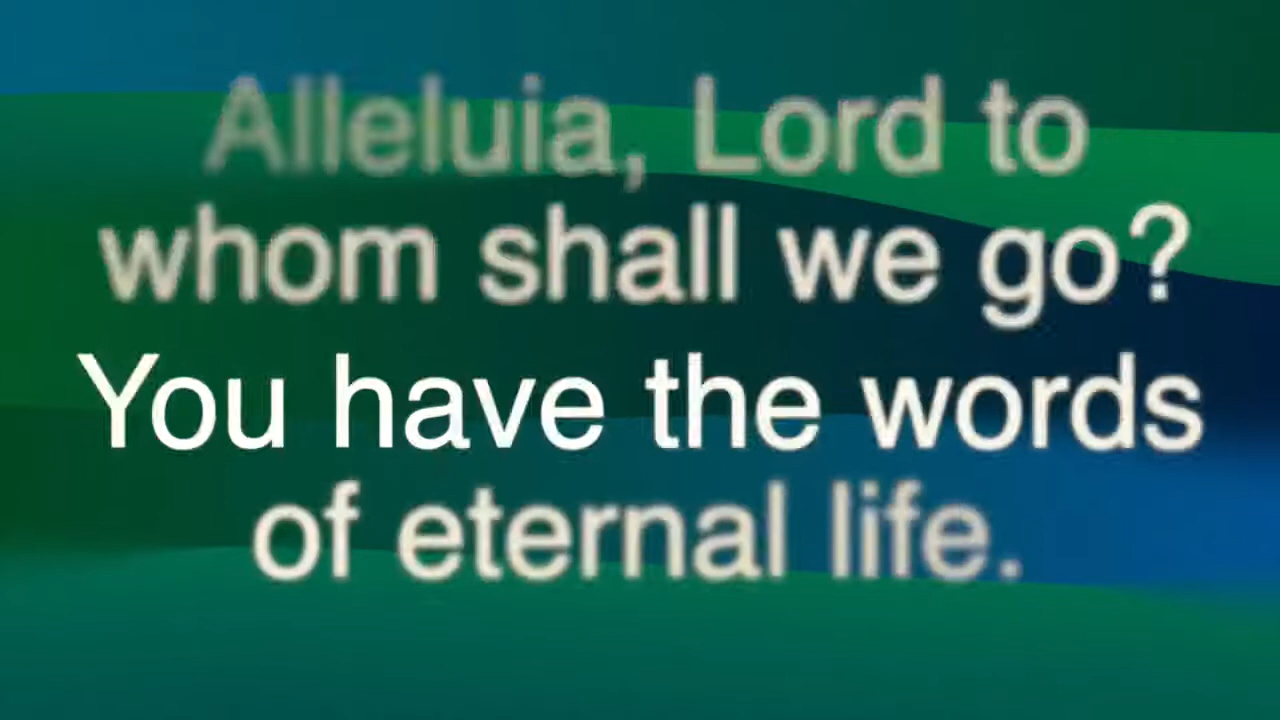 Alleluia, Lord to
whom shall we go?
You have the words
of eternal life.